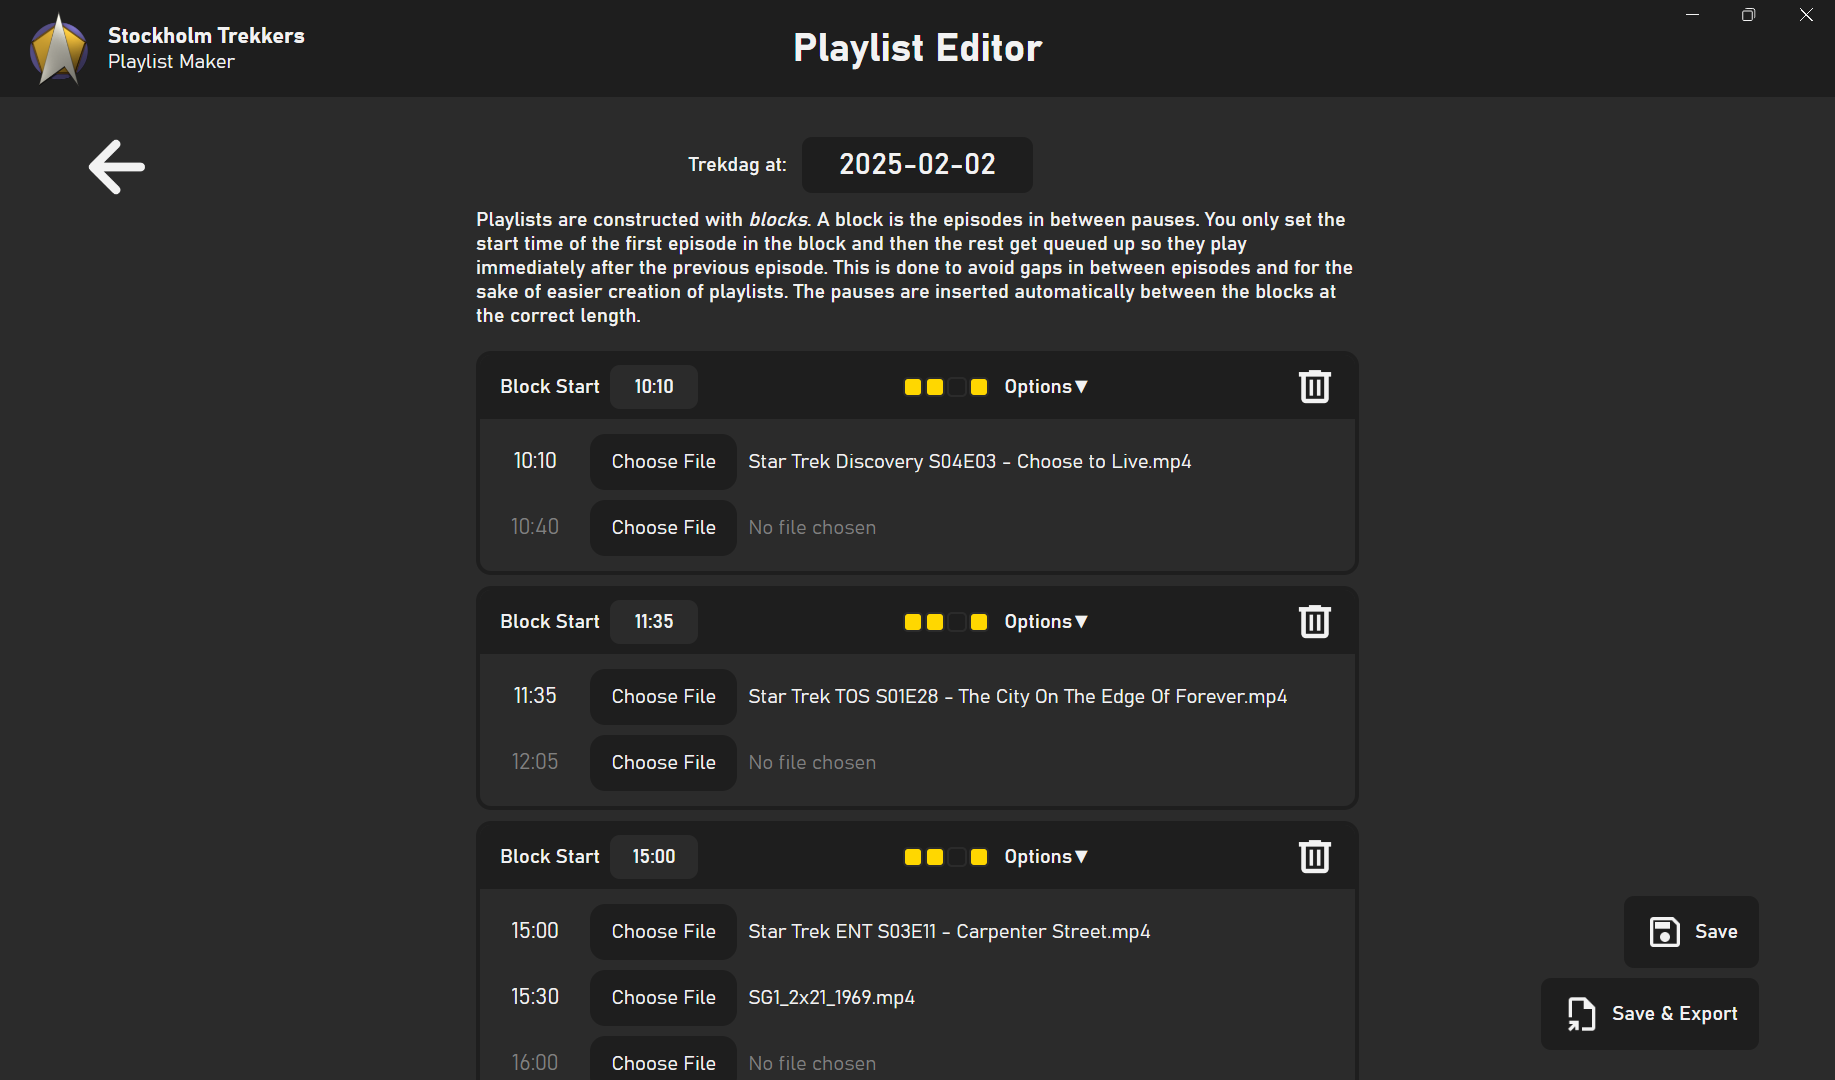 Stockholm Trekkers
Playlist Maker
Playlist Editor
Trekdag at: 2025-02-02
Playlists are constructed with blocks. A block is the episodes in between pauses. You only set the
start time of the first episode in the block and then the rest get queued up so they play
immediately after the previous episode. This is done to avoid gaps in between episodes and for the
sake of easier creation of playlists. The pauses are inserted automatically between the blocks at
the correct length.
Block Start 10:10 Options▼
10:10 Choose File Star Trek Discovery S04E03 - Choose to Live.mp4
10:40 Choose File No file chosen
Block Start 11:35 Options▼
11:35 Choose File Star Trek TOS S01E28 - The City On The Edge Of Forever.mp4
12:05 Choose File No file chosen
Block Start 15:00 Options▼
15:00 Choose File Star Trek ENT S03E11 - Carpenter Street.mp4
15:30 Choose File SG1_2x21_1969.mp4
16:00 Choose File No file chosen
Save
Save & Export